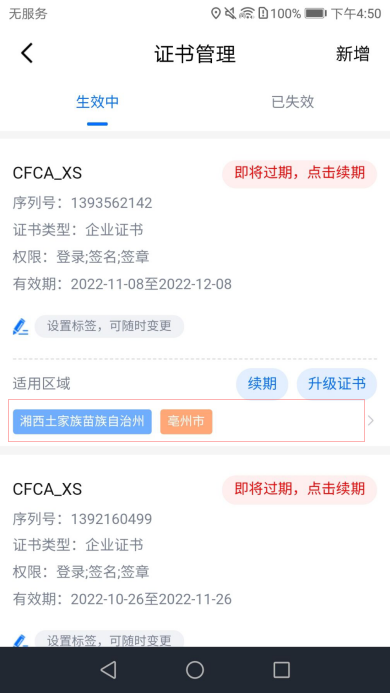 无服务 100% 下午4:50
证书管理 新增
生效中 已失效
CFCA_XS 即将过期，点击续期
序列号：1393562142
证书类型：企业证书
权限：登录;签名;签章
有效期：2022-11-08至2022-12-08
设置标签，可随时变更
适用区域 续期 升级证书
湘西土家族苗族自治州 亳州市
CFCA_XS 即将过期，点击续期
序列号：1392160499
证书类型：企业证书
权限：登录;签名;签章
有效期：2022-10-26至2022-11-26
设置标签，可随时变更